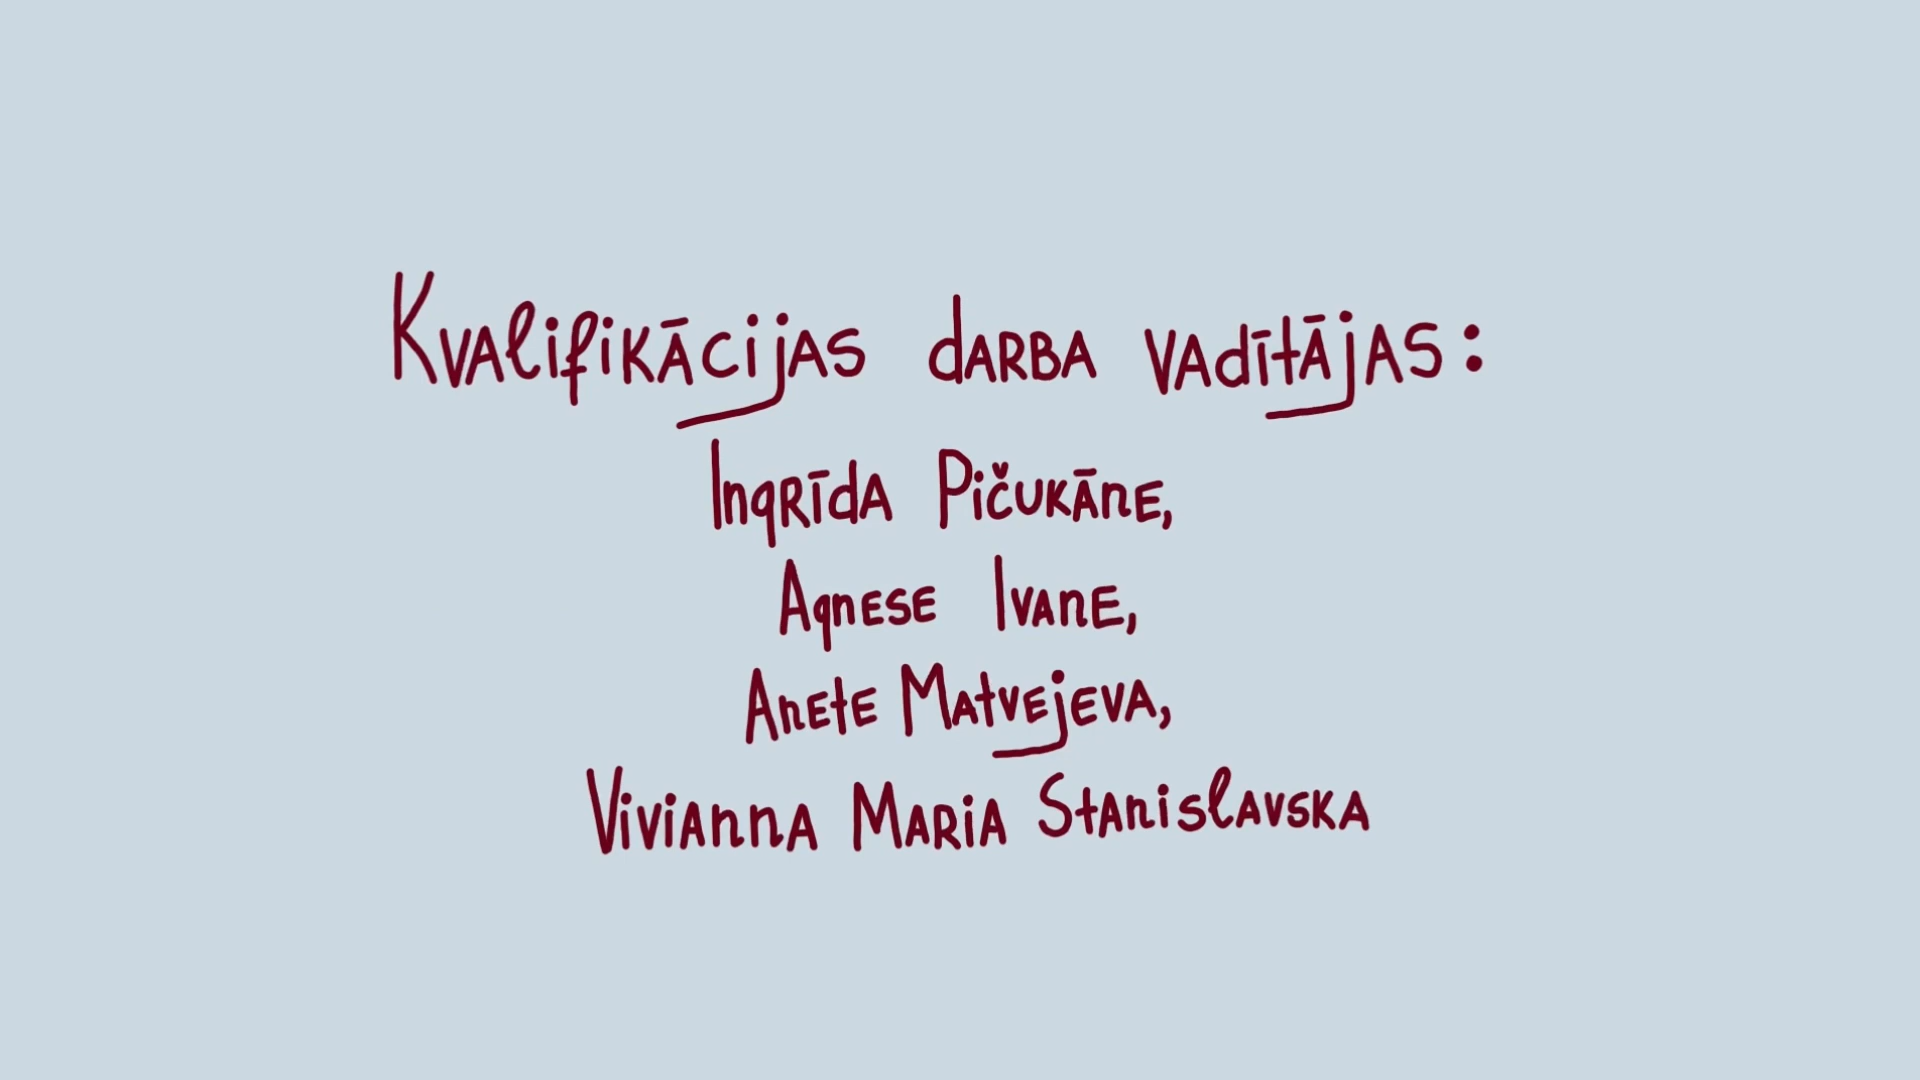 Kvalifikācijas darba vadītājas:
Ingrīda Pičukāne,
Agnese Ivane,
Anete Matvejeva,
Vivianna Maria Stanislavska